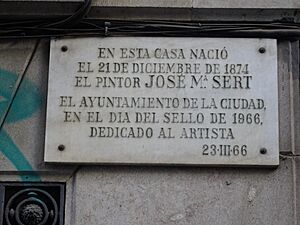 EN ESTA CASA NACIÓ
EL 21 DE DICIEMBRE DE 1874
EL PINTOR JOSÉ Mª SERT
EL AYUNTAMIENTO DE LA CIUDAD,
EN EL DIA DEL SELLO DE 1966,
DEDICADO AL ARTISTA
23-III-66